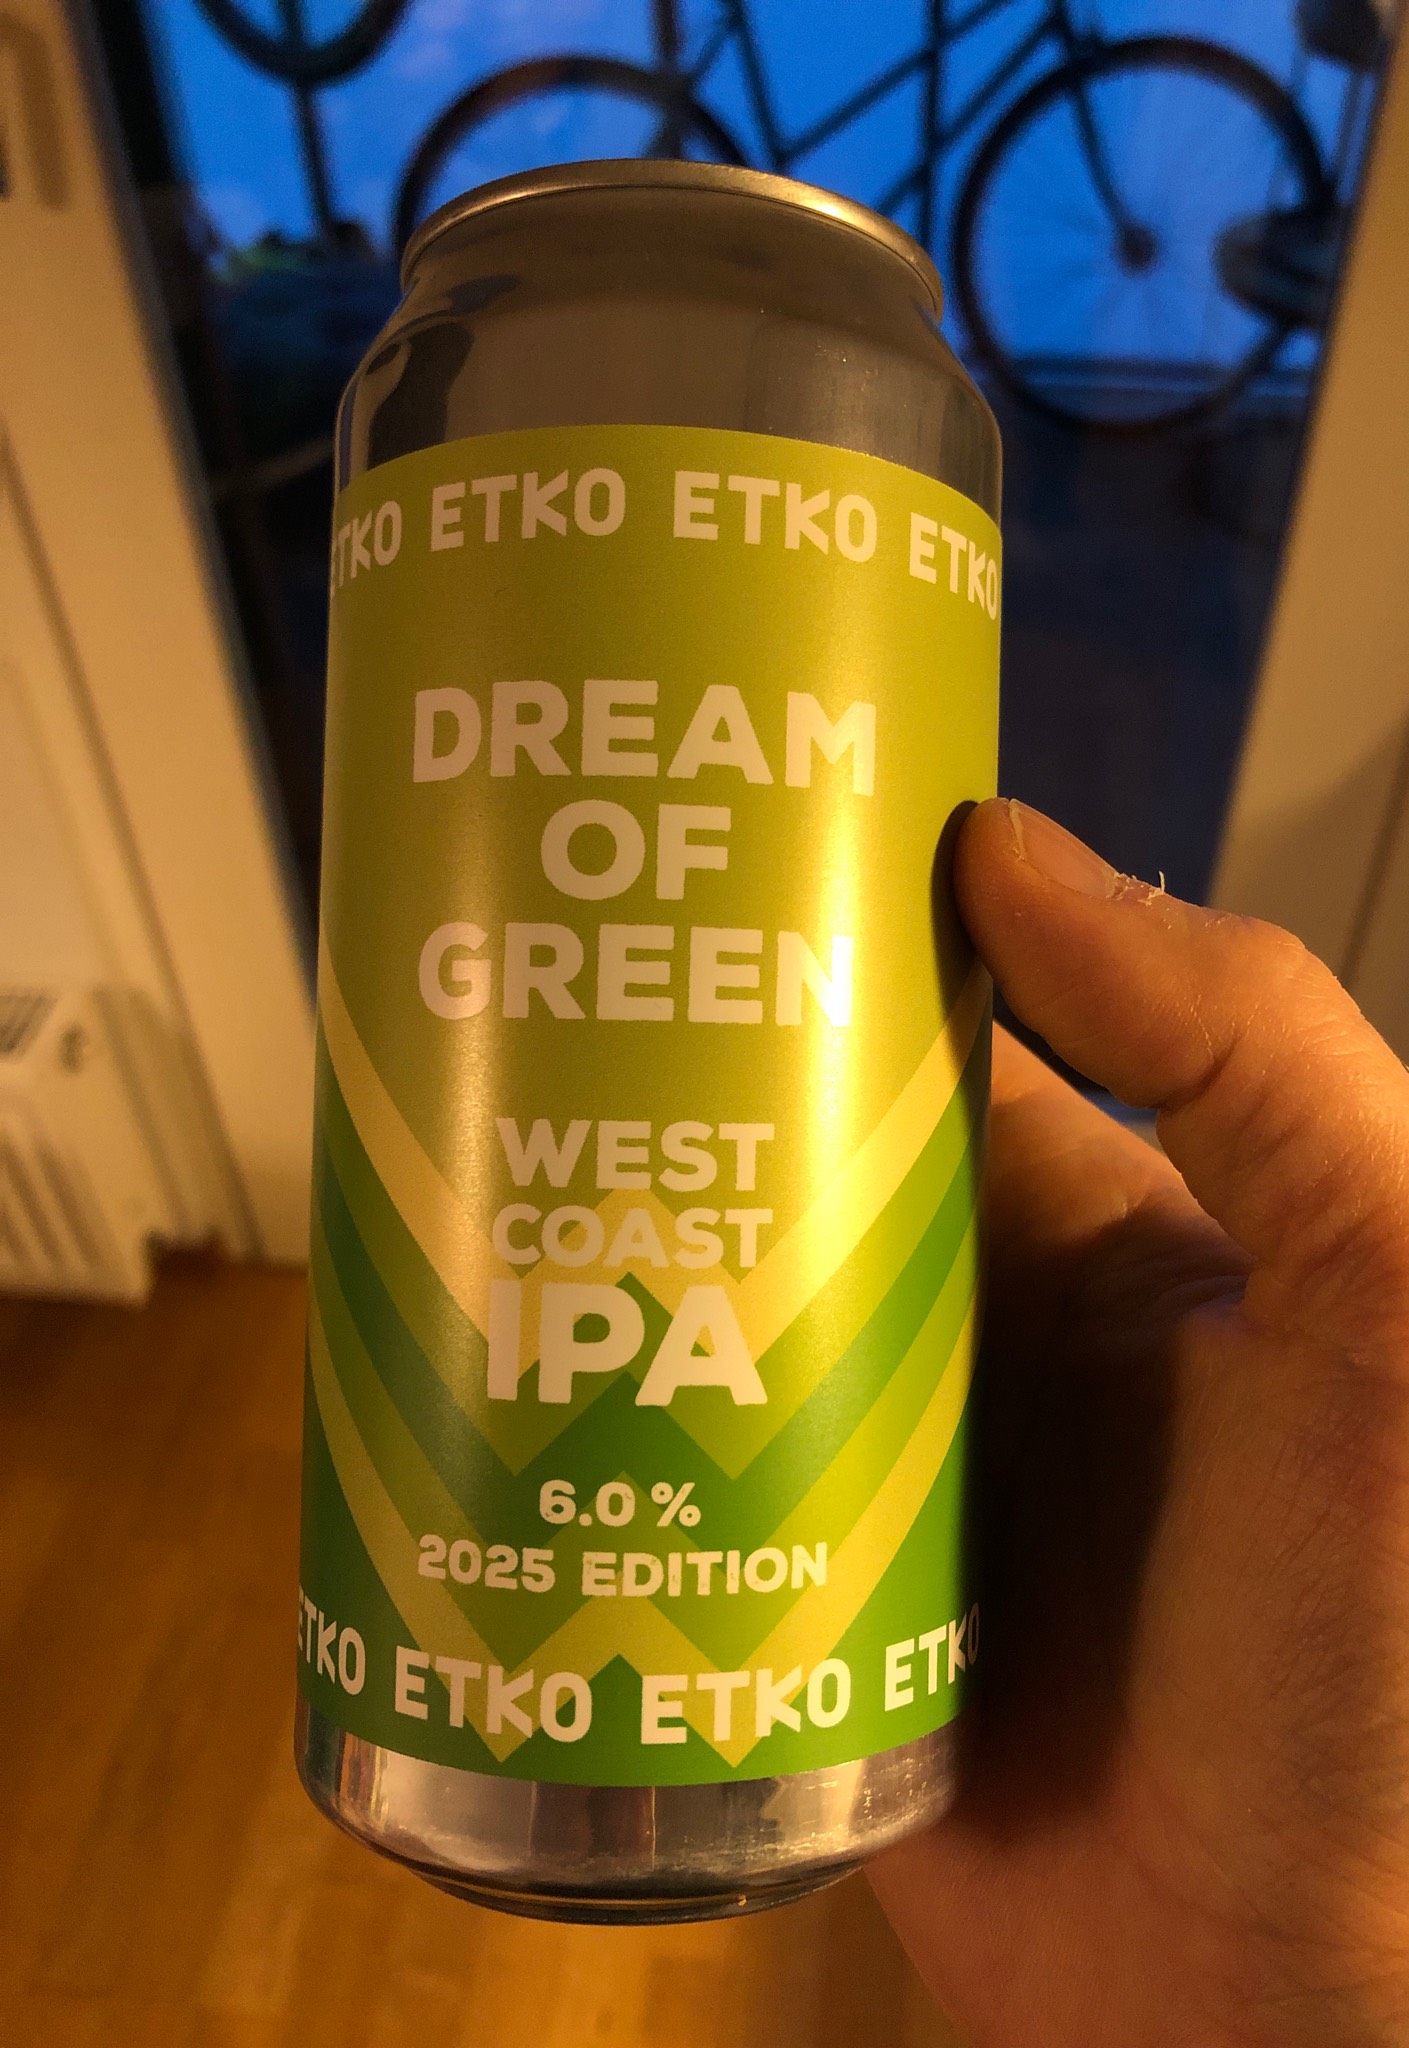 ETKO ETKO ETKO ETKO
DREAM
OF
GREEN
WEST
COAST
IPA
6.0 %
2025 EDITION
ETKO ETKO ETKO ETKO